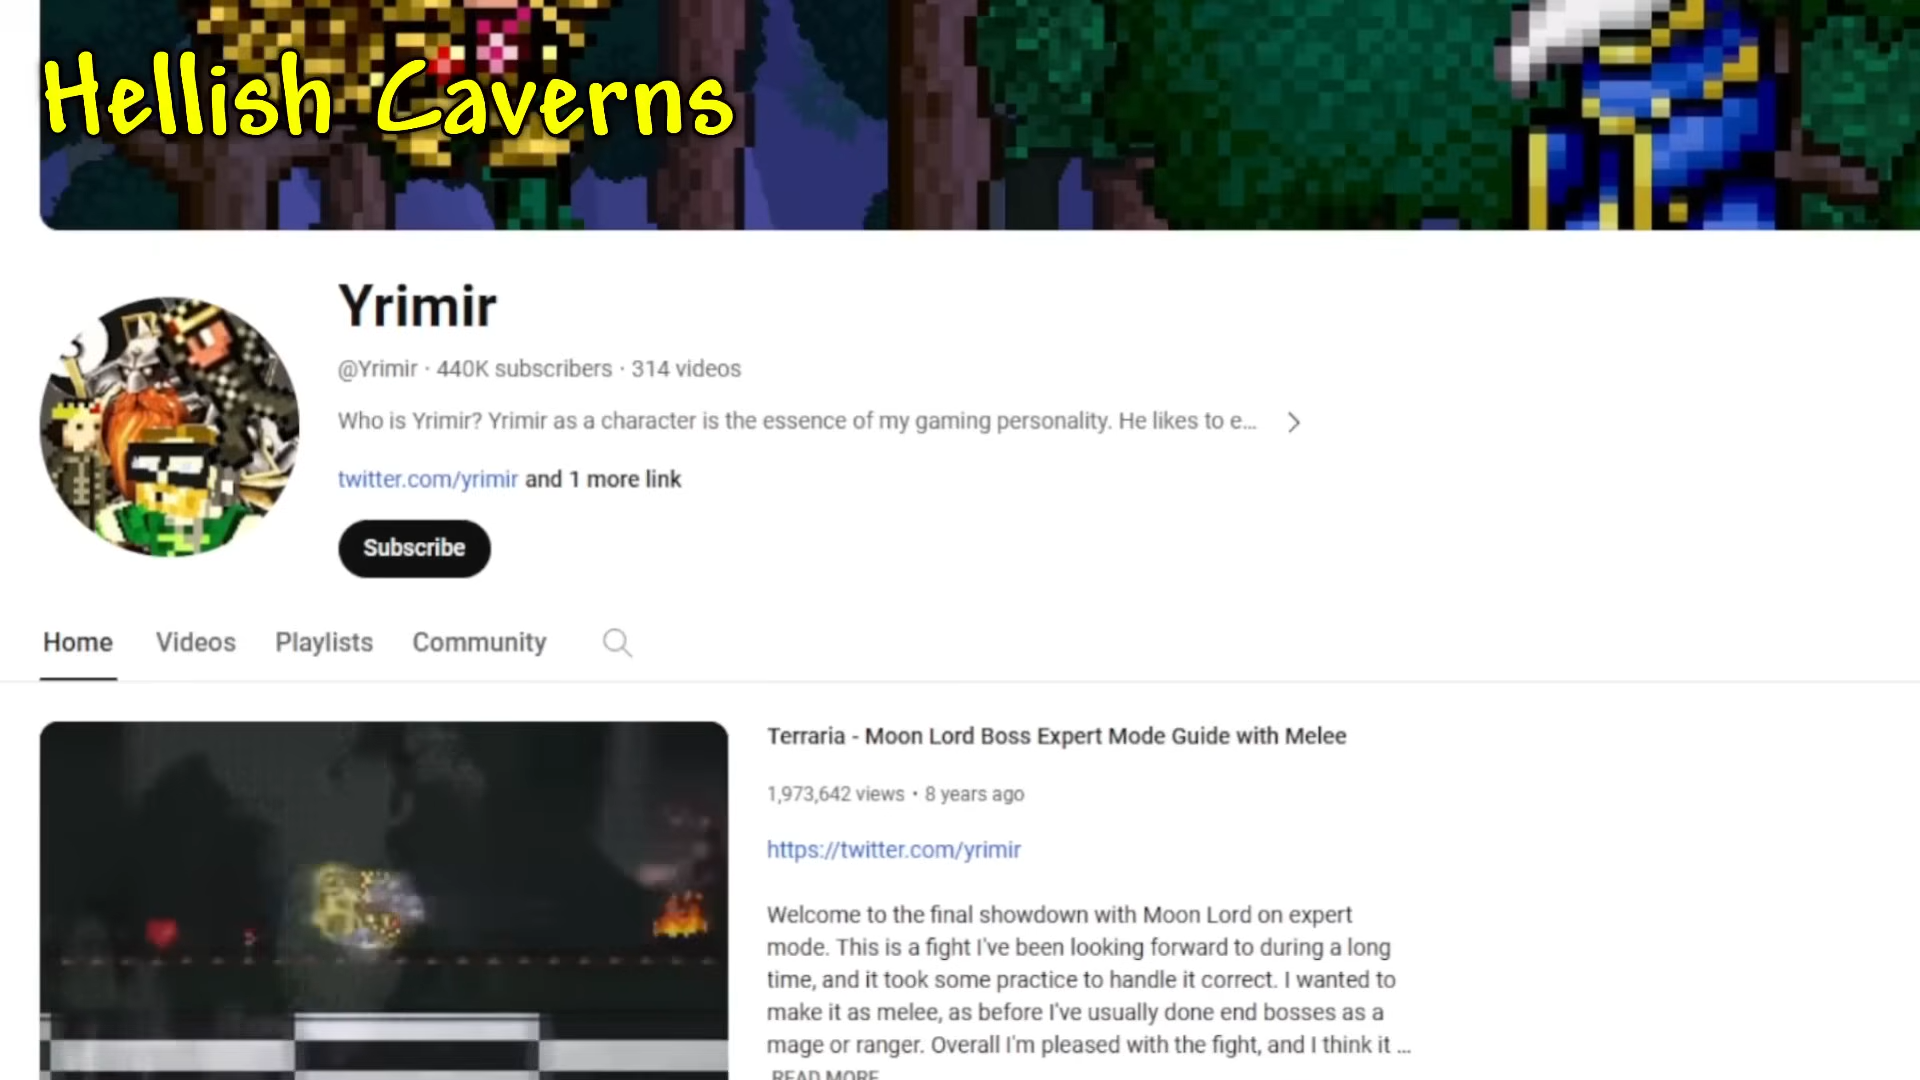 Hellish Caverns
Yrimir
@Yrimir · 440K subscribers · 314 videos
Who is Yrimir? Yrimir as a character is the essence of my gaming personality. He likes to e...
twitter.com/yrimir and 1 more link
Subscribe
Home Videos Playlists Community
Terraria - Moon Lord Boss Expert Mode Guide with Melee
1,973,642 views • 8 years ago
https://twitter.com/yrimir
Welcome to the final showdown with Moon Lord on expert
mode. This is a fight I've been looking forward to during a long
time, and it took some practice to handle it correct. I wanted to
make it as melee, as before I've usually done end bosses as a
mage or ranger. Overall I'm pleased with the fight, and I think it ...
READ MORE